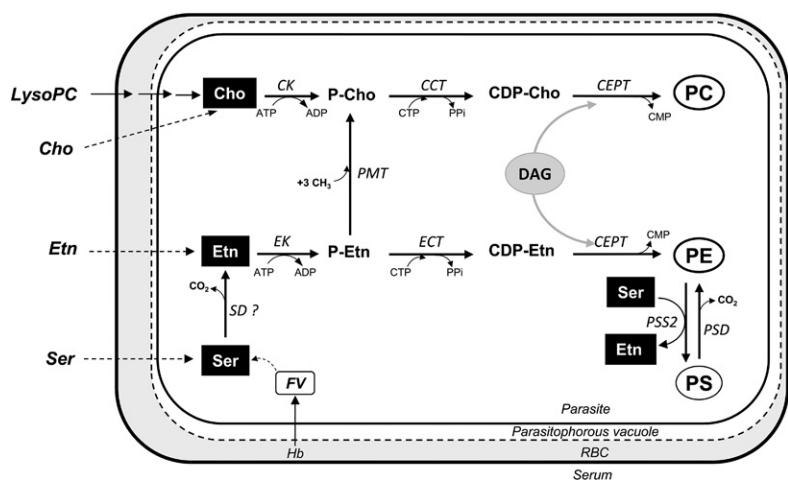 LysoPC
Cho
CK
ATP
ADP
P-Cho
CCT
CTP
PPi
CDP-Cho
CEPT
CMP
PC
Cho
+3 CH₃
PMT
DAG
Etn
Etn
EK
ATP
ADP
P-Etn
ECT
CTP
PPi
CDP-Etn
CEPT
CMP
PE
CO₂
SD ?
Ser
CO₂
PSS2
PSD
Etn
Ser
Ser
FV
PS
Parasite
Parasitophorous vacuole
Hb
RBC
Serum